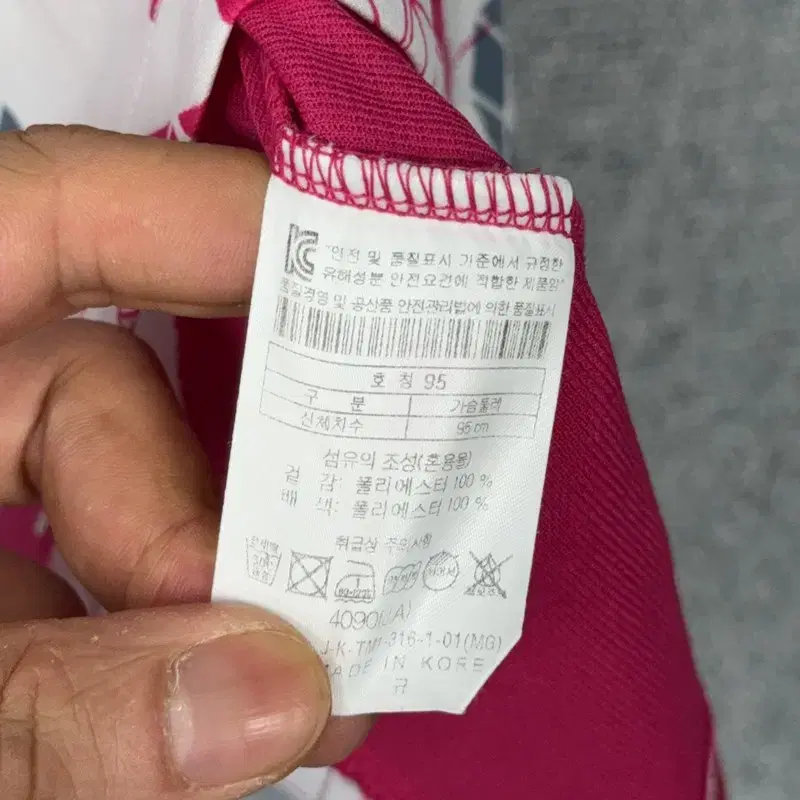 KC "안전 및 품질표시 기준에서 규정한
유해성분 안전요건에 적합한 제품임"
품질경영 및 공산품 안전관리법에 의한 품질표시
호 칭 95
구 분 가슴둘레
신체치수 95 cm
섬유의 조성(혼용율)
겉 감: 폴리에스터 100 %
배 색: 폴리에스터 100 %
취급상 주의사항
4090
J-K-TM1-316-1-01(MG)
MADE IN KORE
규